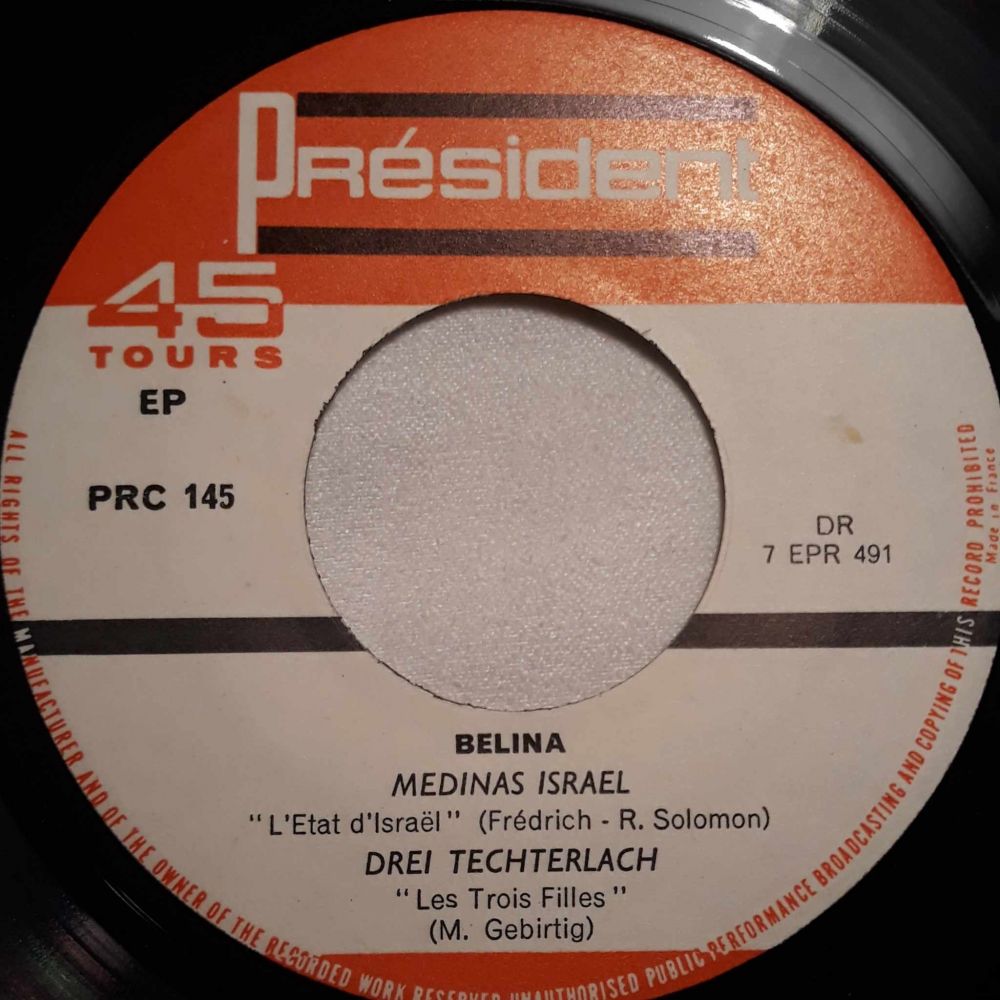 Président
45
TOURS
EP
PRC 145
DR
7 EPR 491
BELINA
MEDINAS ISRAEL
"L'Etat d'Israël" (Frédrich - R. Solomon)
DREI TECHTERLACH
"Les Trois Filles"
(M. Gebirtig)
ALL RIGHTS OF THE MANUFACTURER AND OF THE OWNER OF THE RECORDED WORK RESERVED UNAUTHORISED PUBLIC PERFORMANCE BROADCASTING AND COPYING OF THIS RECORD PROHIBITED
Made in France